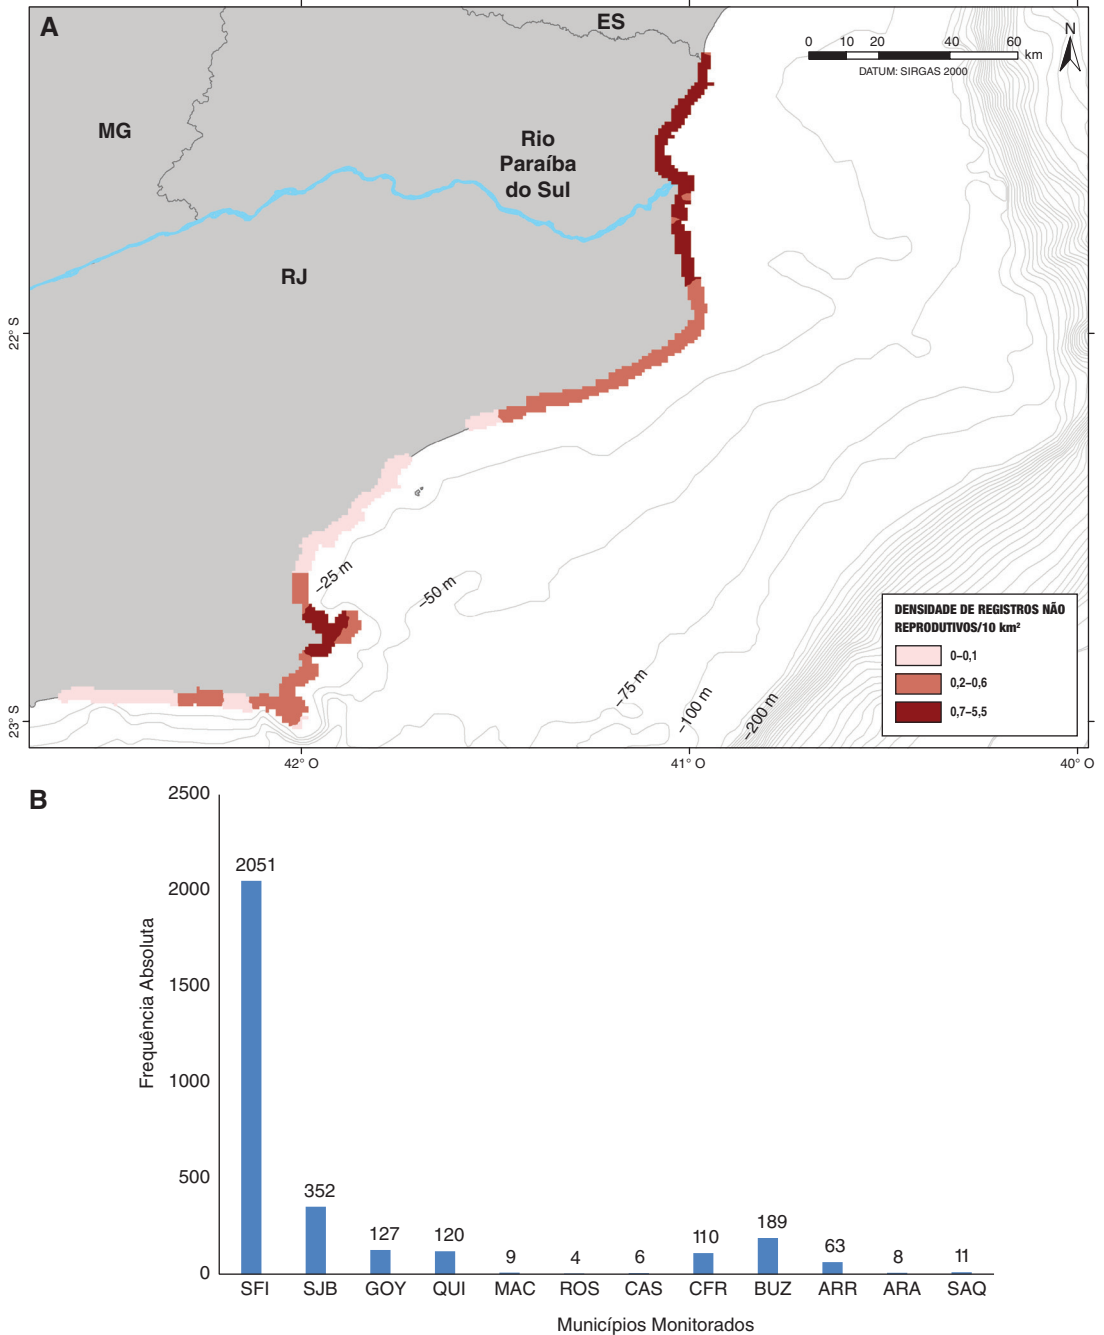 A
ES
N
0 10 20 40 60
km
DATUM: SIRGAS 2000
MG
Rio
Paraíba
do Sul
RJ
22° S
−25 m
−50 m
−75 m
−100 m
−200 m
DENSIDADE DE REGISTROS NÃO
REPRODUTIVOS/10 km²
0–0,1
0,2–0,6
0,7–5,5
23° S
42° O
41° O
40° O
B
2500
2000
1500
1000
500
0
Frequência Absoluta
2051
352
127
120
9
4
6
110
189
63
8
11
SFI SJB GOY QUI MAC ROS CAS CFR BUZ ARR ARA SAQ
Municípios Monitorados